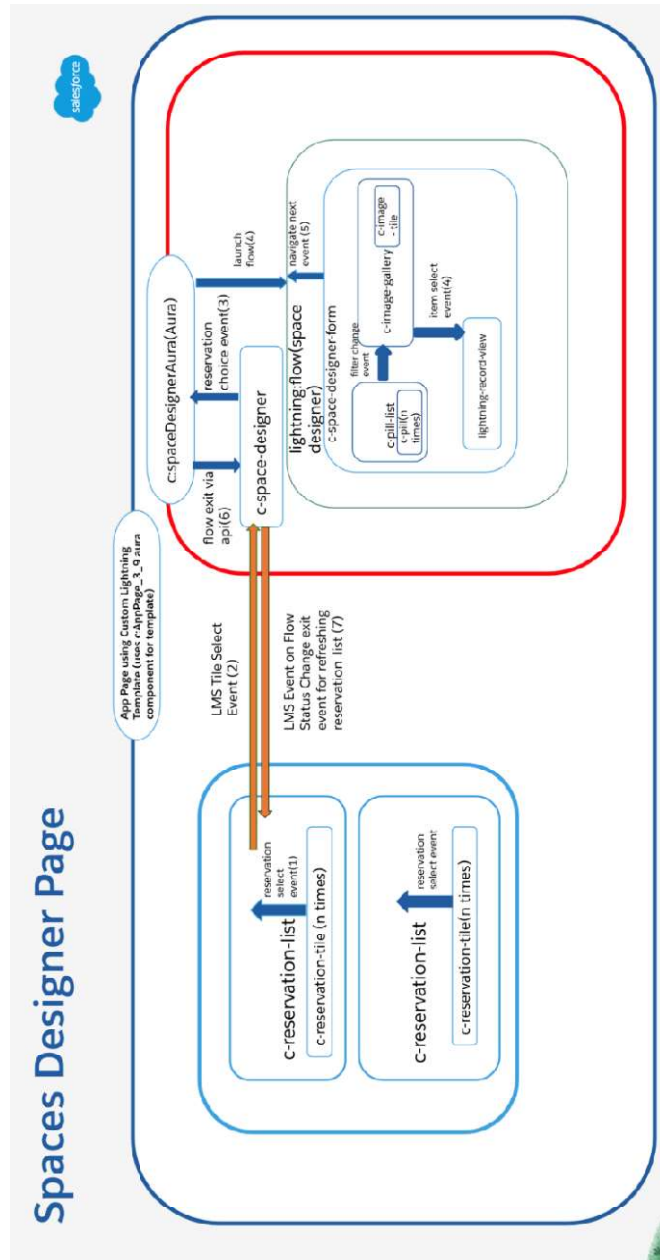 Spaces Designer Page
salesforce
App Page using Custom Lightning
Template (uses c:AppPage_3_9 aura
component for template)
c-reservation-list
reservation
select
event(1)
c-reservation-tile (n times)
c-reservation-list
reservation
select event
c-reservation-tile(n times)
LMS Tile Select
Event (2)
LMS Event on Flow
Status Change exit
event for refreshing
reservation list (7)
c:spaceDesignerAura(Aura)
flow exit via
api(6)
reservation
choice event(3)
launch
flow(4)
c-space-designer
lightning:flow(space
designer)
navigate next
event (5)
c-space-designer-form
c-pill-list
c-pill(n
times)
filter change
event
c-image-gallery
c-image
- tile
item select
event(4)
lightning-record-view